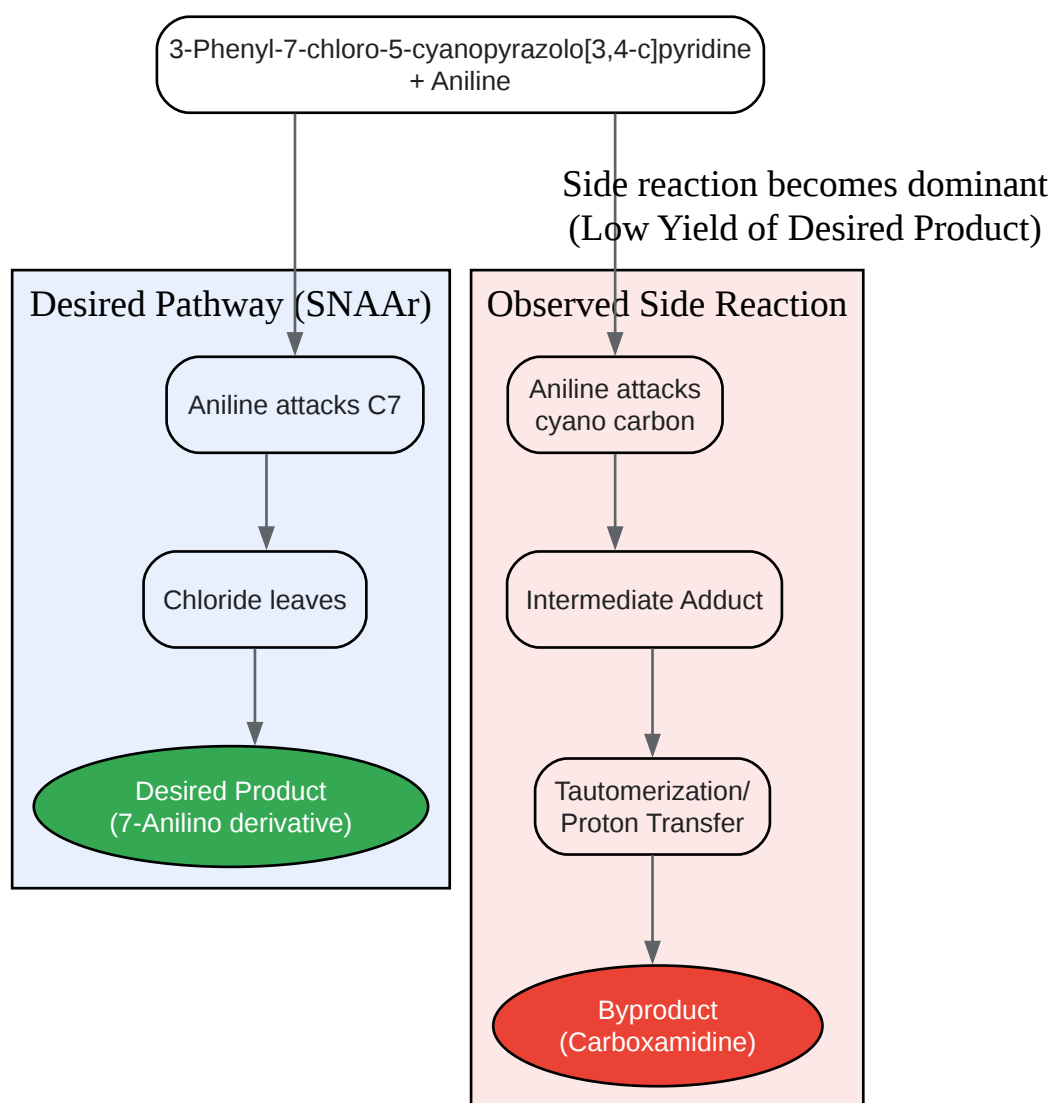 3-Phenyl-7-chloro-5-cyanopyrazolo[3,4-c]pyridine
+ Aniline
Side reaction becomes dominant
(Low Yield of Desired Product)
Desired Pathway (SNAAr)
Aniline attacks C7
Chloride leaves
Desired Product
(7-Anilino derivative)
Observed Side Reaction
Aniline attacks
cyano carbon
Intermediate Adduct
Tautomerization/
Proton Transfer
Byproduct
(Carboxamidine)